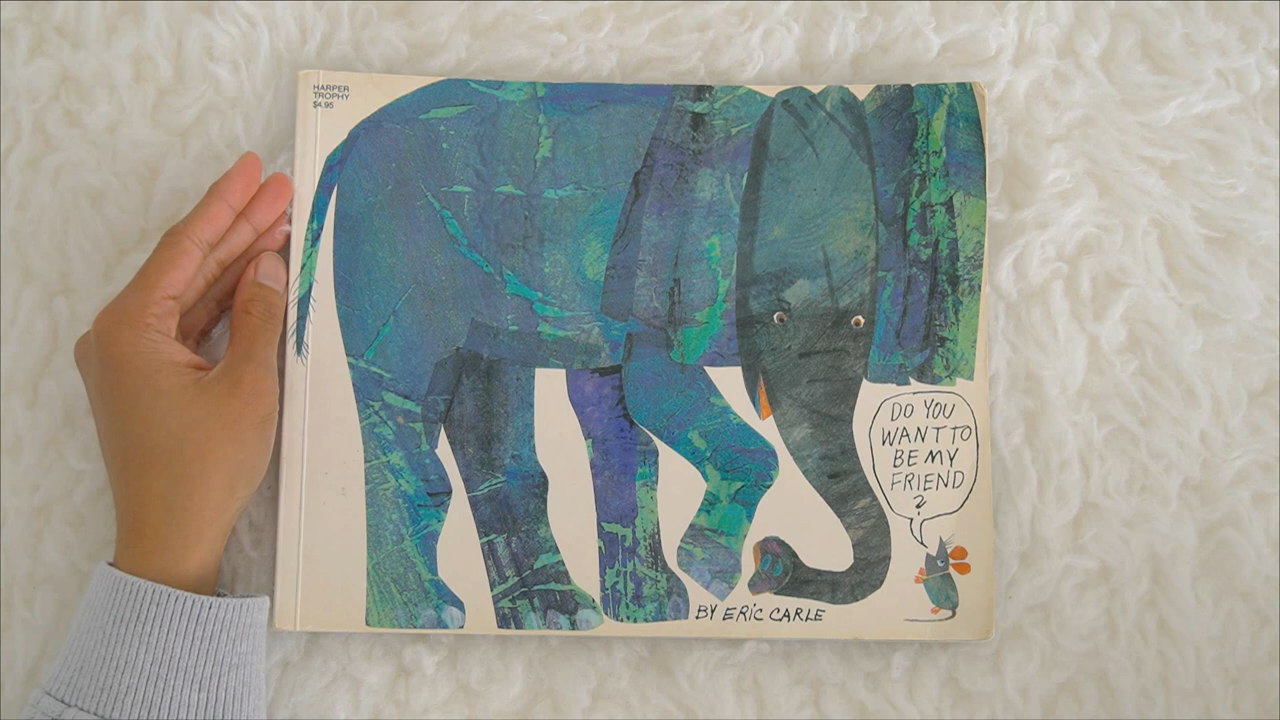 HARPER
TROPHY
$4.95
DO YOU
WANT TO
BE MY
FRIEND
?
BY ERIC CARLE